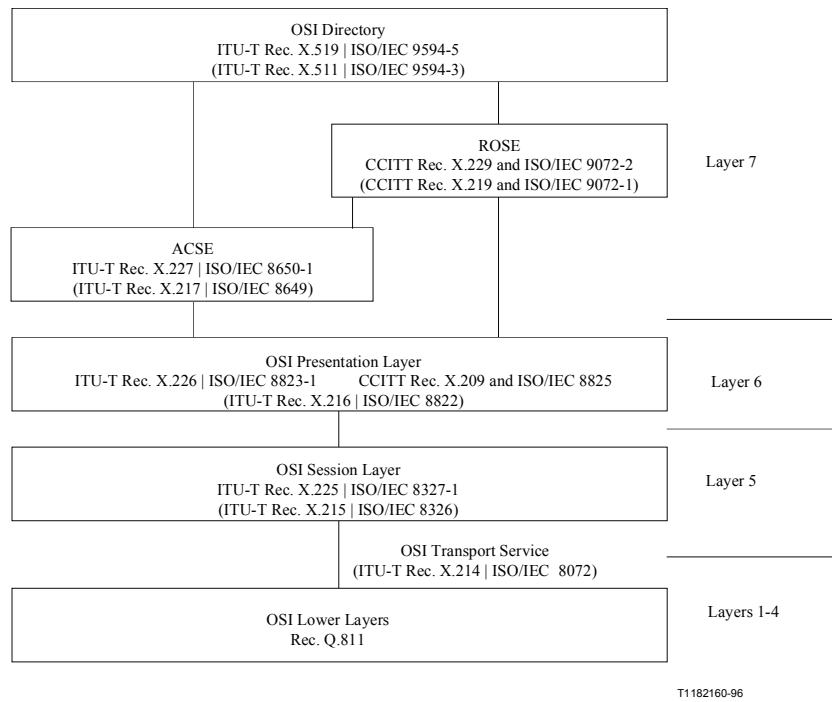 OSI Directory
ITU-T Rec. X.519 | ISO/IEC 9594-5
(ITU-T Rec. X.511 | ISO/IEC 9594-3)
ROSE
CCITT Rec. X.229 and ISO/IEC 9072-2
(CCITT Rec. X.219 and ISO/IEC 9072-1)
Layer 7
ACSE
ITU-T Rec. X.227 | ISO/IEC 8650-1
(ITU-T Rec. X.217 | ISO/IEC 8649)
OSI Presentation Layer
ITU-T Rec. X.226 | ISO/IEC 8823-1 CCITT Rec. X.209 and ISO/IEC 8825
(ITU-T Rec. X.216 | ISO/IEC 8822)
Layer 6
OSI Session Layer
ITU-T Rec. X.225 | ISO/IEC 8327-1
(ITU-T Rec. X.215 | ISO/IEC 8326)
Layer 5
OSI Transport Service
(ITU-T Rec. X.214 | ISO/IEC 8072)
OSI Lower Layers
Rec. Q.811
Layers 1-4
T1182160-96